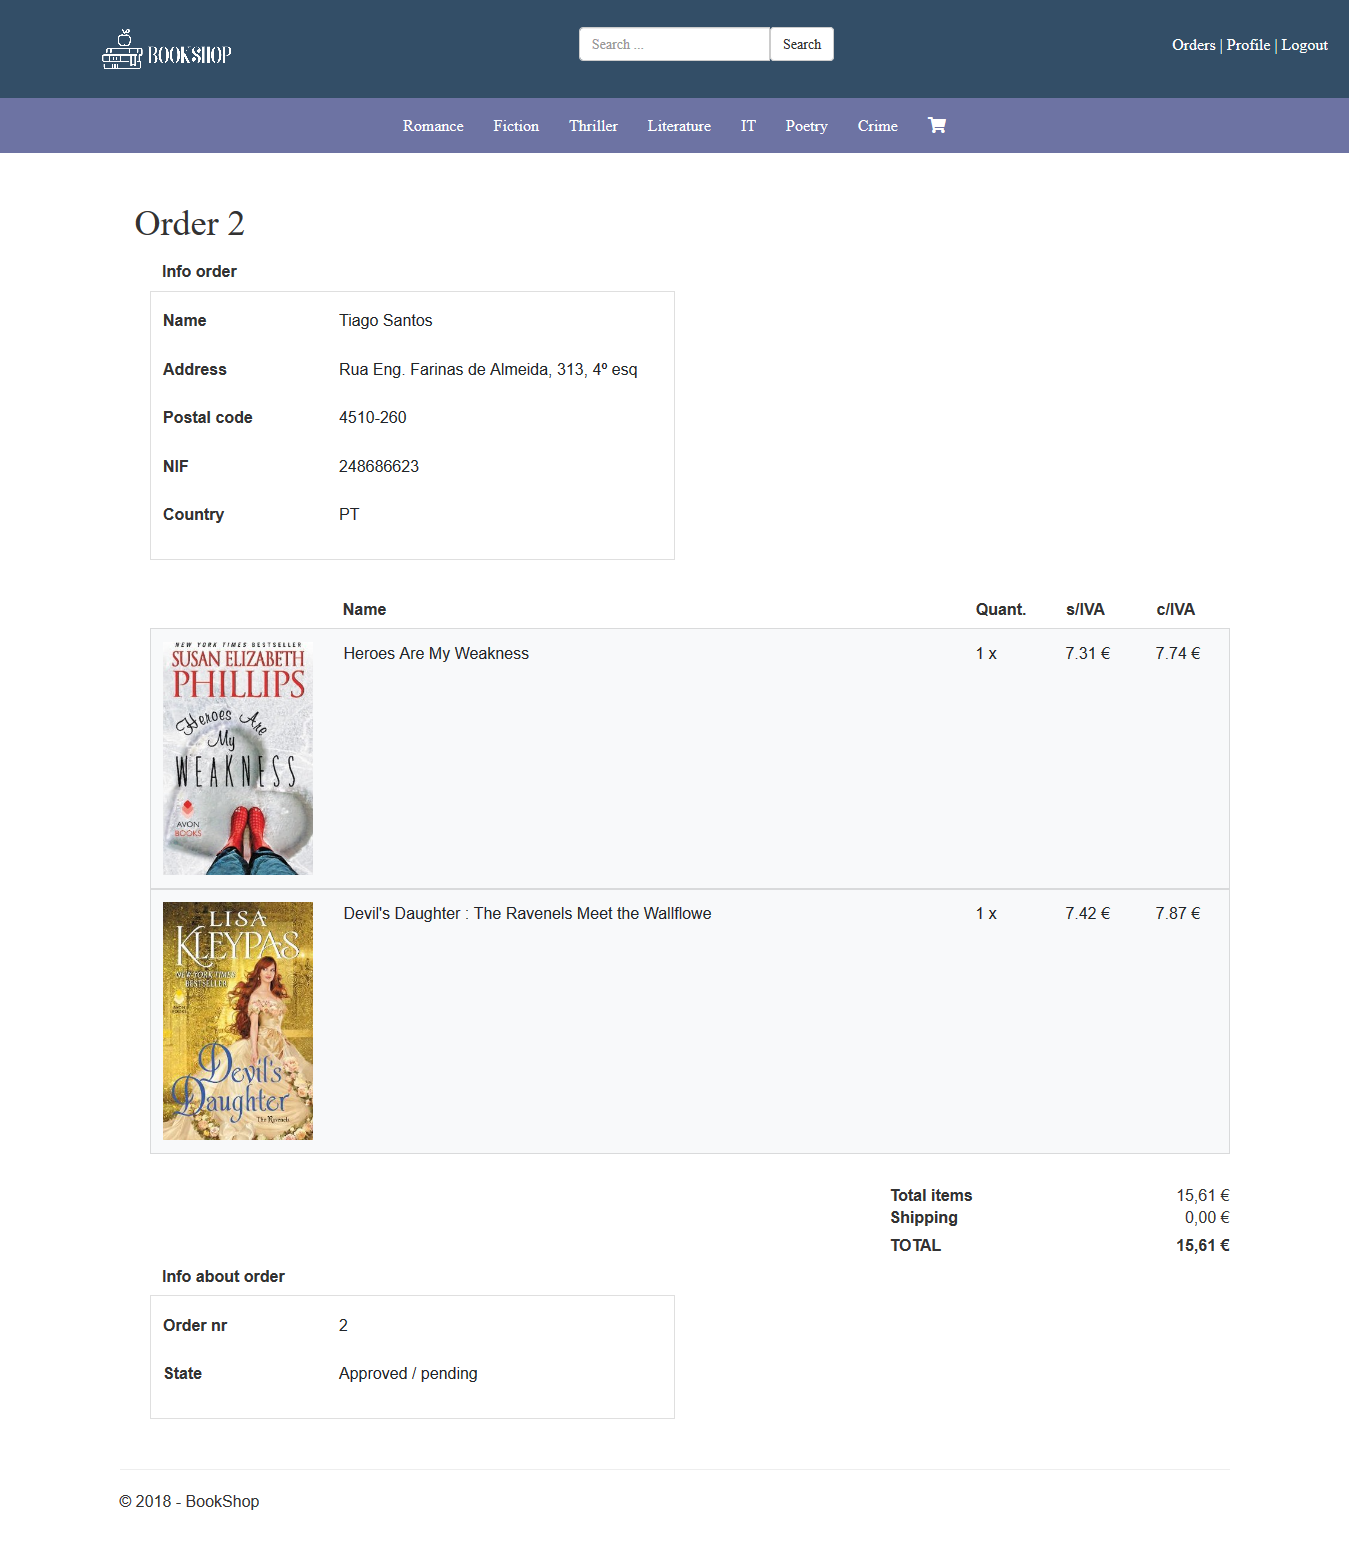 BOOKSHOP
Search ...
Search
Orders | Profile | Logout
Romance Fiction Thriller Literature IT Poetry Crime
Order 2
Info order
Name Tiago Santos
Address Rua Eng. Farinas de Almeida, 313, 4º esq
Postal code 4510-260
NIF 248686623
Country PT
Name Quant. s/IVA c/IVA
NEW YORK TIMES BESTSELLER
SUSAN ELIZABETH
PHILLIPS
Heroes Are
My
WEAKNESS
AVON
BOOKS
Heroes Are My Weakness 1 x 7.31 € 7.74 €
LISA
KLEYPAS
NEW YORK TIMES
BESTSELLER
AVON
BOOKS
Devil's
Daughter
The Ravenels
Devil's Daughter : The Ravenels Meet the Wallflowe 1 x 7.42 € 7.87 €
Total items 15,61 €
Shipping 0,00 €
TOTAL 15,61 €
Info about order
Order nr 2
State Approved / pending
© 2018 - BookShop